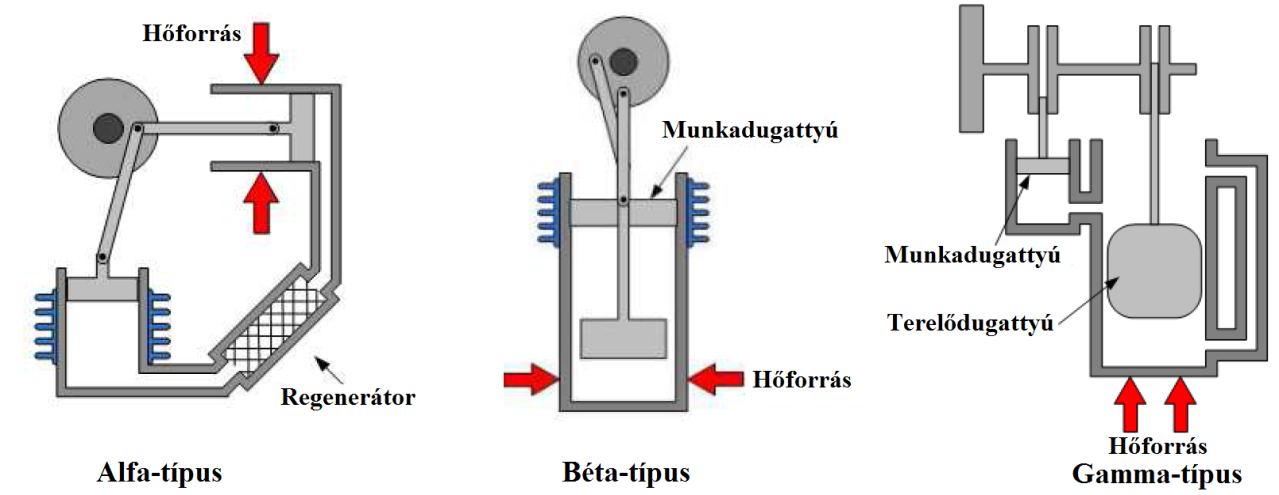 Hőforrás
Regenerátor
Alfa-típus
Munkadugattyú
Hőforrás
Béta-típus
Munkadugattyú
Terelődugattyú
Hőforrás
Gamma-típus